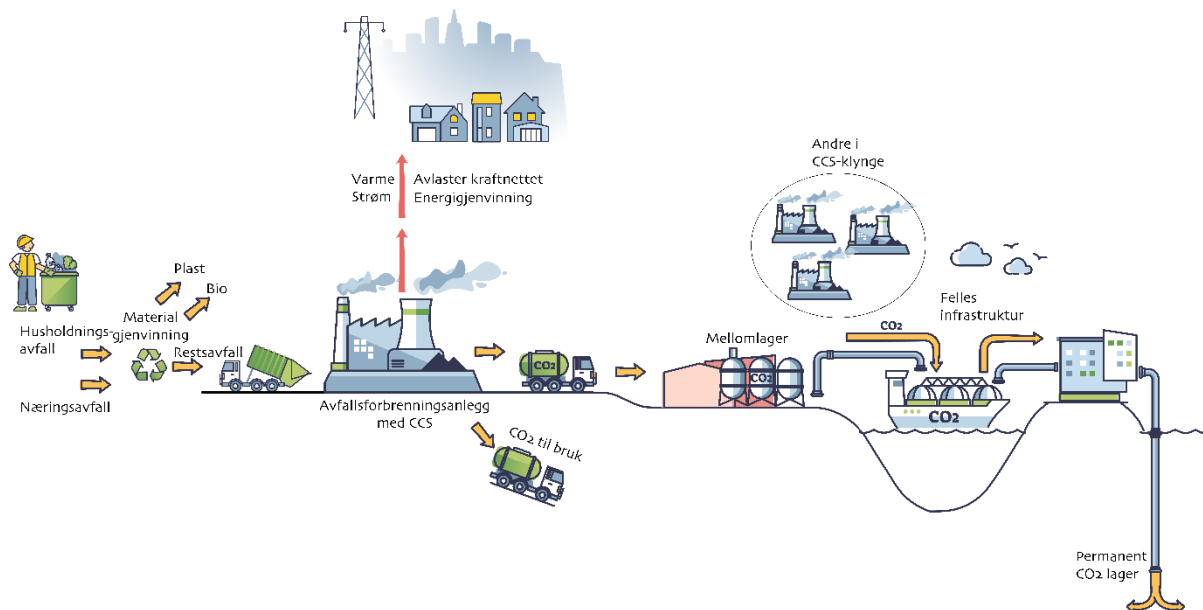 Varme
Strøm
Avlaster kraftnettet
Energigjenvinning
Andre i
CCS-klynge
Plast
Bio
Material
gjenvinning
Husholdnings-
avfall
Restsavfall
Næringsavfall
Avfallsforbrenningsanlegg
med CCS
CO2
CO2 til bruk
Mellomlager
CO2
CO2
Felles
infrastruktur
CO2
Permanent
CO2 lager